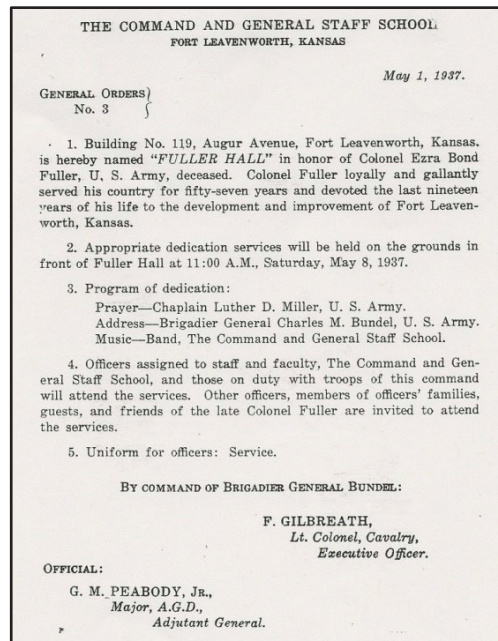 THE COMMAND AND GENERAL STAFF SCHOOL
FORT LEAVENWORTH, KANSAS
May 1, 1937.
GENERAL ORDERS}
No. 3
1. Building No. 119, Augur Avenue, Fort Leavenworth, Kansas,
is hereby named "FULLER HALL" in honor of Colonel Ezra Bond
Fuller, U. S. Army, deceased. Colonel Fuller loyally and gallantly
served his country for fifty-seven years and devoted the last nineteen
years of his life to the development and improvement of Fort Leaven-
worth, Kansas.
2. Appropriate dedication services will be held on the grounds in
front of Fuller Hall at 11:00 A.M., Saturday, May 8, 1937.
3. Program of dedication:
Prayer—Chaplain Luther D. Miller, U. S. Army.
Address—Brigadier General Charles M. Bundel, U. S. Army.
Music—Band, The Command and General Staff School.
4. Officers assigned to staff and faculty, The Command and Gen-
eral Staff School, and those on duty with troops of this command
will attend the services. Other officers, members of officers' families,
guests, and friends of the late Colonel Fuller are invited to attend
the services.
5. Uniform for officers: Service.
BY COMMAND OF BRIGADIER GENERAL BUNDEL:
F. GILBREATH,
Lt. Colonel, Cavalry,
Executive Officer.
OFFICIAL:
G. M. PEABODY, JR.,
Major, A.G.D.,
Adjutant General.